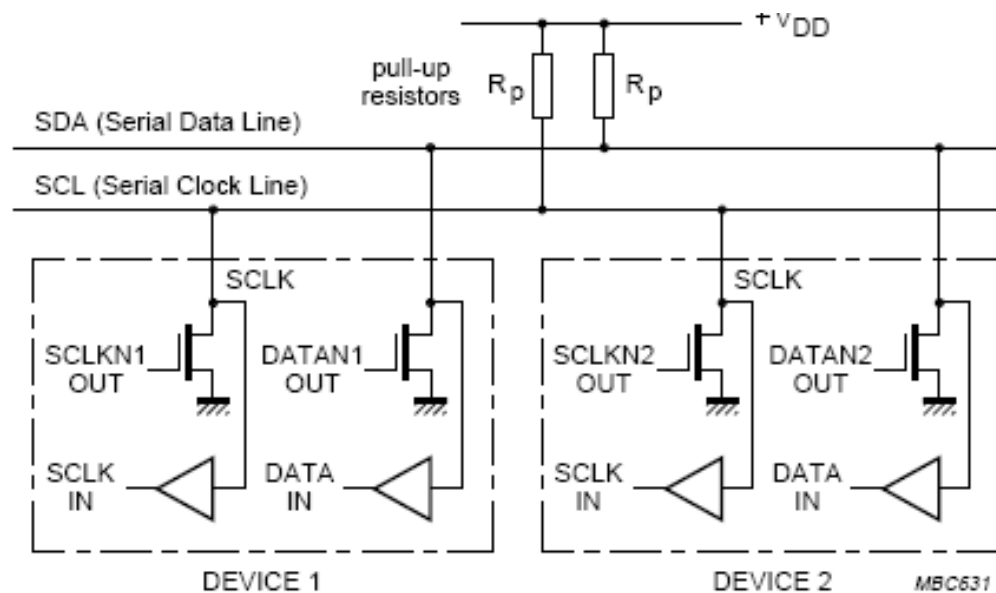 +VDD
pull-up
resistors
Rp
Rp
SDA (Serial Data Line)
SCL (Serial Clock Line)
SCLK
SCLK
SCLKN1
OUT
DATAN1
OUT
SCLKN2
OUT
DATAN2
OUT
SCLK
IN
DATA
IN
SCLK
IN
DATA
IN
DEVICE 1
DEVICE 2
MBC631